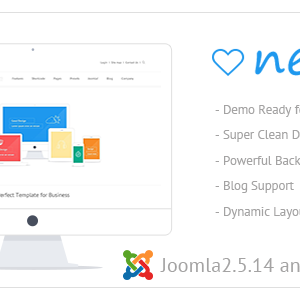 ne
- Demo Ready f
- Super Clean D
- Powerful Back
- Blog Support
- Dynamic Layou
erfect Template for Business
Joomla2.5.14 an